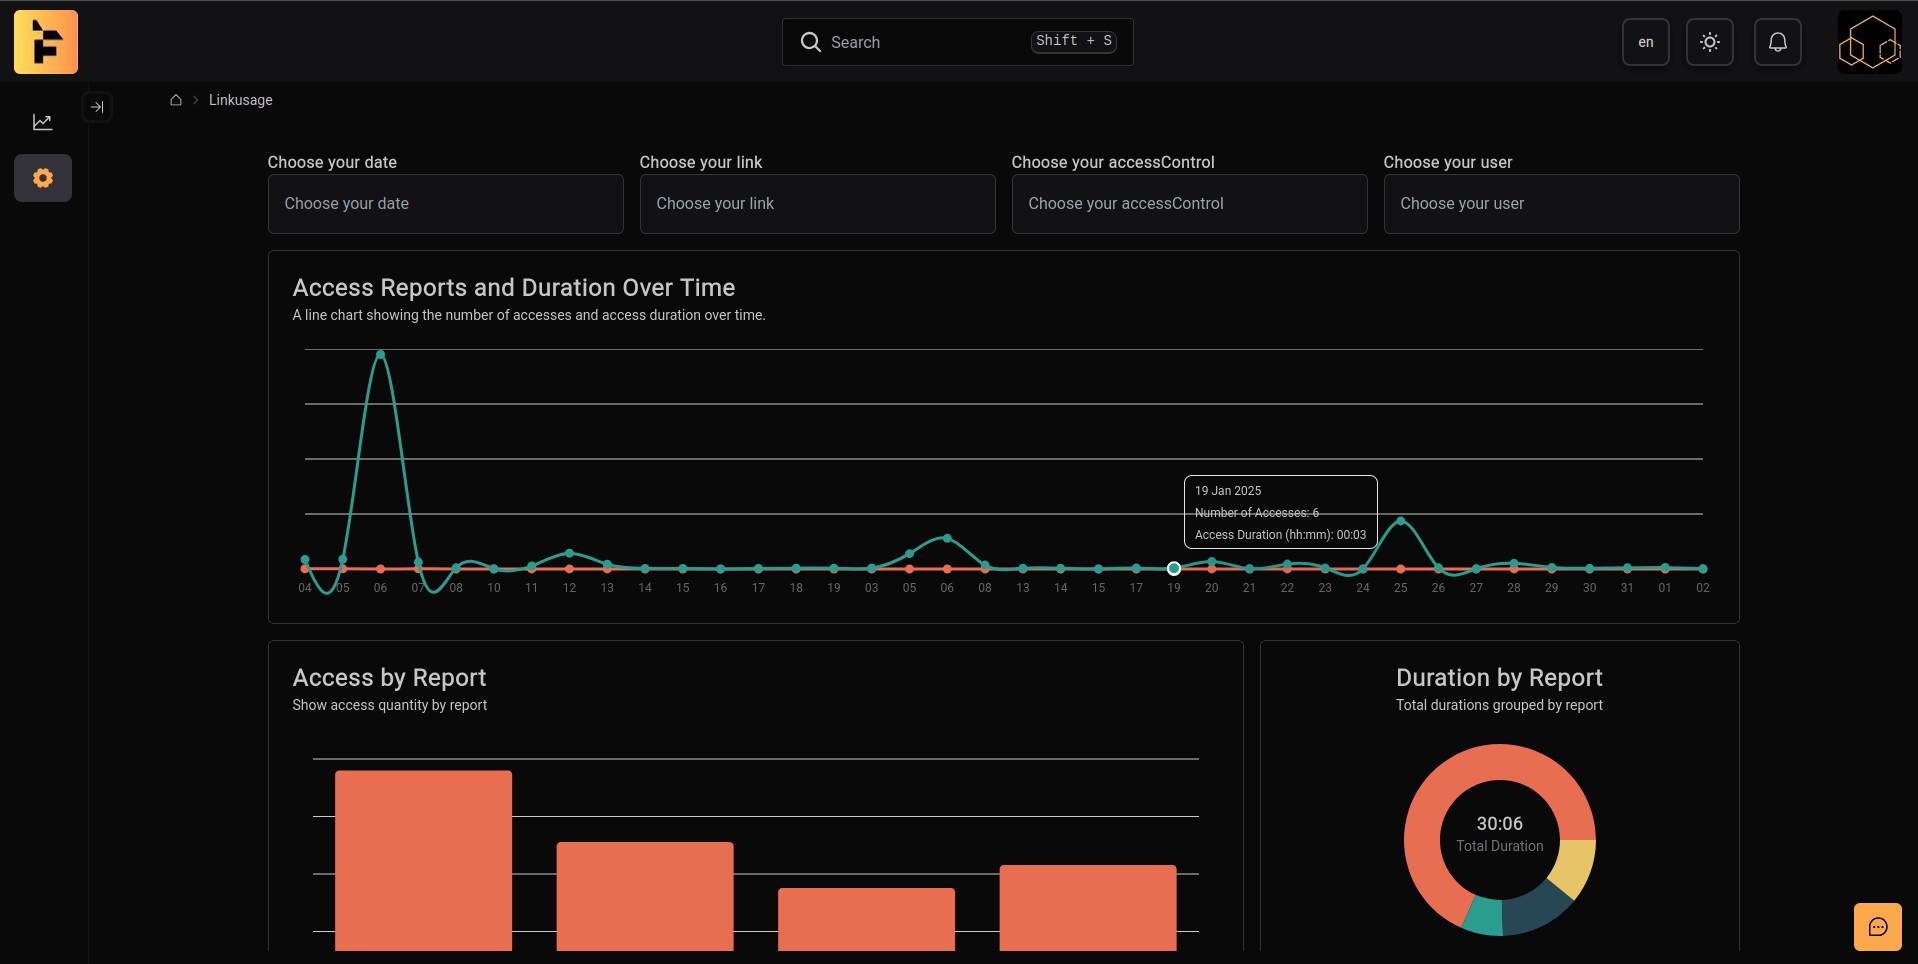 F
Search Shift + S en
Linkusage
Choose your date Choose your link Choose your accessControl Choose your user
Choose your date Choose your link Choose your accessControl Choose your user
Access Reports and Duration Over Time
A line chart showing the number of accesses and access duration over time.
19 Jan 2025
Number of Accesses: 6
Access Duration (hh:mm): 00:03
04 05 06 07 08 10 11 12 13 14 15 16 17 18 19 03 05 06 08 13 14 15 17 19 20 21 22 23 24 25 26 27 28 29 30 31 01 02
Access by Report
Show access quantity by report
Duration by Report
Total durations grouped by report
30:06
Total Duration